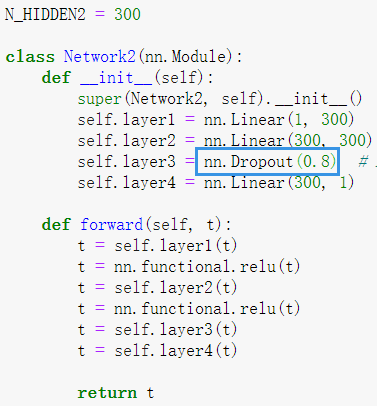 N_HIDDEN2 = 300
class Network2(nn.Module):
def __init__(self):
super(Network2, self).__init__()
self.layer1 = nn.Linear(1, 300)
self.layer2 = nn.Linear(300, 300)
self.layer3 = nn.Dropout(0.8) #
self.layer4 = nn.Linear(300, 1)
def forward(self, t):
t = self.layer1(t)
t = nn.functional.relu(t)
t = self.layer2(t)
t = nn.functional.relu(t)
t = self.layer3(t)
t = self.layer4(t)
return t